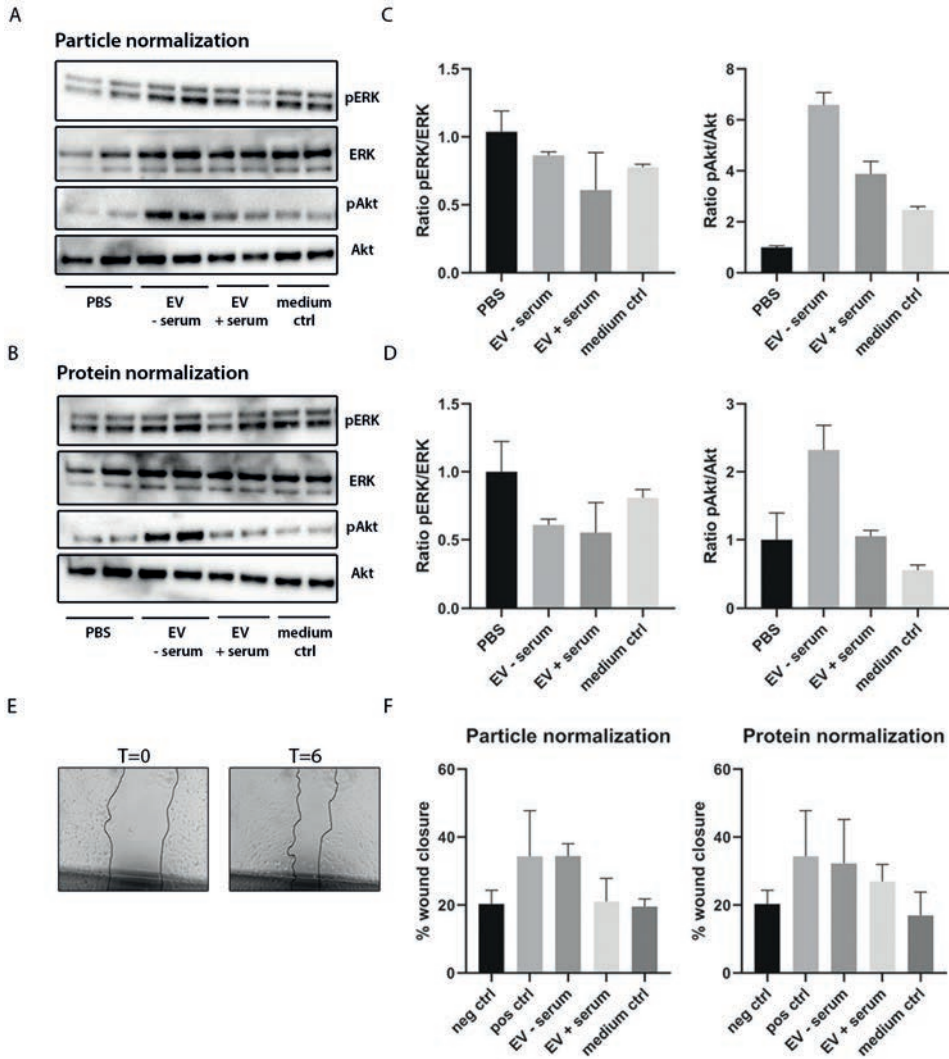 A
Particle normalization
pERK
ERK
pAkt
Akt
PBS
EV
- serum
EV
+ serum
medium
ctrl
B
Protein normalization
pERK
ERK
pAkt
Akt
PBS
EV
- serum
EV
+ serum
medium
ctrl
C
Ratio pERK/ERK
1.5
1.0
0.5
0.0
PBS
EV - serum
EV + serum
medium ctrl
Ratio pAkt/Akt
8
6
4
2
0
PBS
EV - serum
EV + serum
medium ctrl
D
Ratio pERK/ERK
1.5
1.0
0.5
0.0
PBS
EV - serum
EV + serum
medium ctrl
Ratio pAkt/Akt
3
2
1
0
PBS
EV - serum
EV + serum
medium ctrl
E
T=0
T=6
F
Particle normalization
% wound closure
60
40
20
0
neg ctrl
pos ctrl
EV - serum
EV + serum
medium ctrl
Protein normalization
% wound closure
60
40
20
0
neg ctrl
pos ctrl
EV - serum
EV + serum
medium ctrl